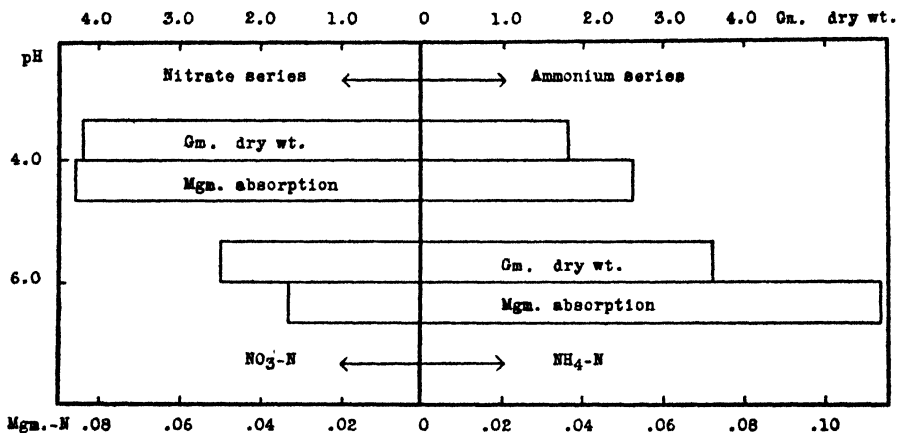 4.0 3.0 2.0 1.0 0 1.0 2.0 3.0 4.0 Gm. dry wt.
pH
Nitrate series Ammonium series
Gm. dry wt.
4.0
Mgm. absorption
Gm. dry wt.
6.0
Mgm. absorption
NO3-N NH4-N
Mgm.-N .08 .06 .04 .02 0 .02 .04 .06 .08 .10